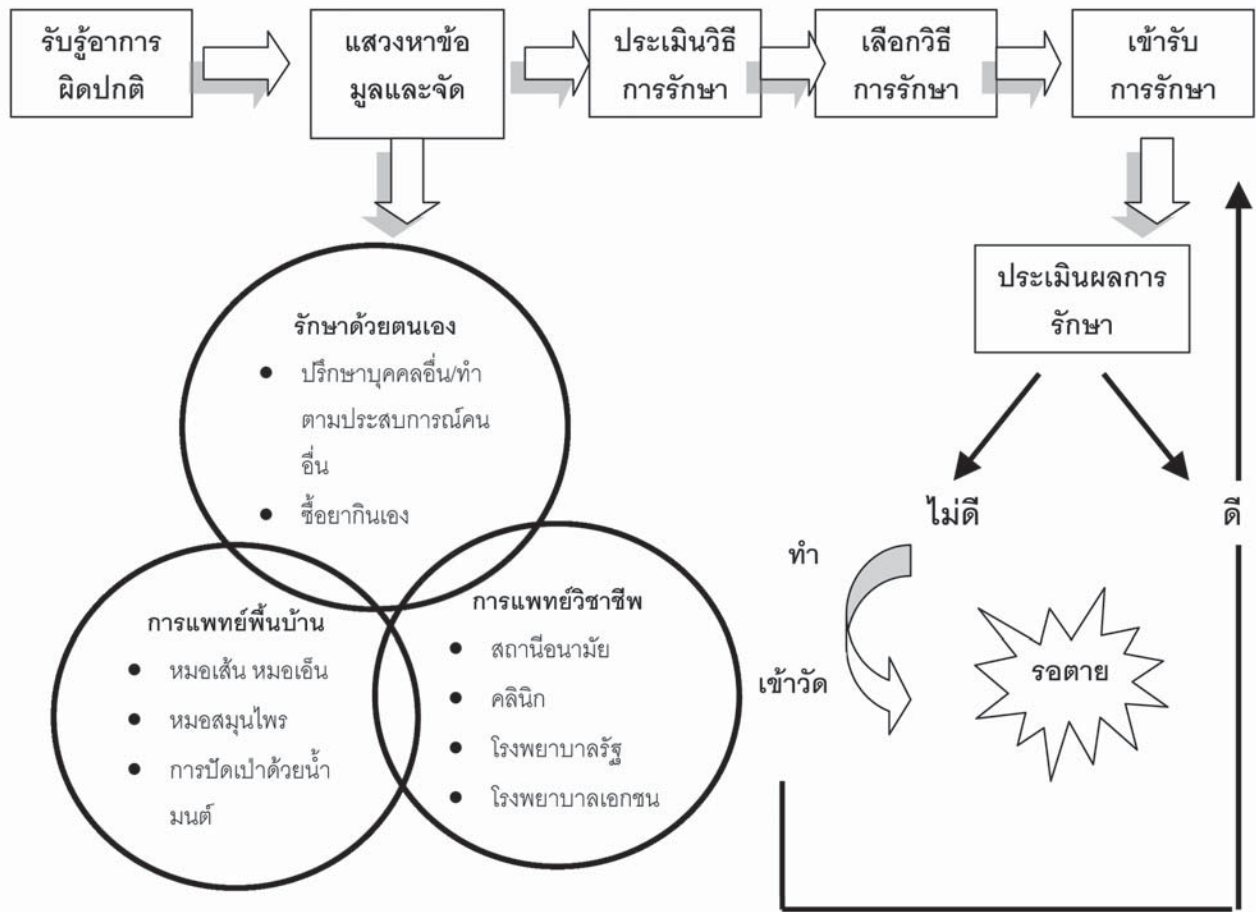 รับรู้อาการ
ผิดปกติ
แสวงหาข้อ
มูลและจัด
ประเมินวิธี
การรักษา
เลือกวิธี
การรักษา
เข้ารับ
การรักษา
ประเมินผลการ
รักษา
รักษาด้วยตนเอง
● ปรึกษาบุคคลอื่น/ทำ
ตามประสบการณ์คน
อื่น
● ซื้อยากินเอง
การแพทย์พื้นบ้าน
● หมอเส้น หมอเอ็น
● หมอสมุนไพร
● การปัดเป่าด้วยน้ำ
มนต์
การแพทย์วิชาชีพ
● สถานีอนามัย
● คลินิก
● โรงพยาบาลรัฐ
● โรงพยาบาลเอกชน
ไม่ดี
ดี
ทำ
เข้าวัด
รอตาย